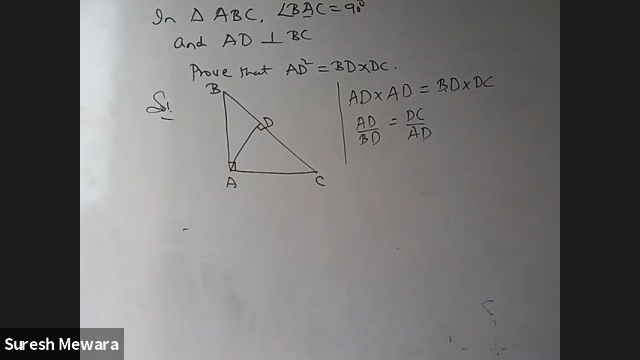 In Δ ABC, ∠BAC = 90°
and AD ⊥ BC
Prove that AD² = BD×DC.
Sol
B
D
A
C
AD×AD = BD×DC
AD/BD = DC/AD
Suresh Mewara